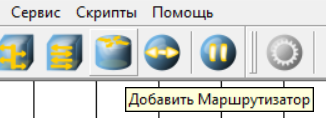 Сервис Скрипты Помощь
Добавить Маршрутизатор